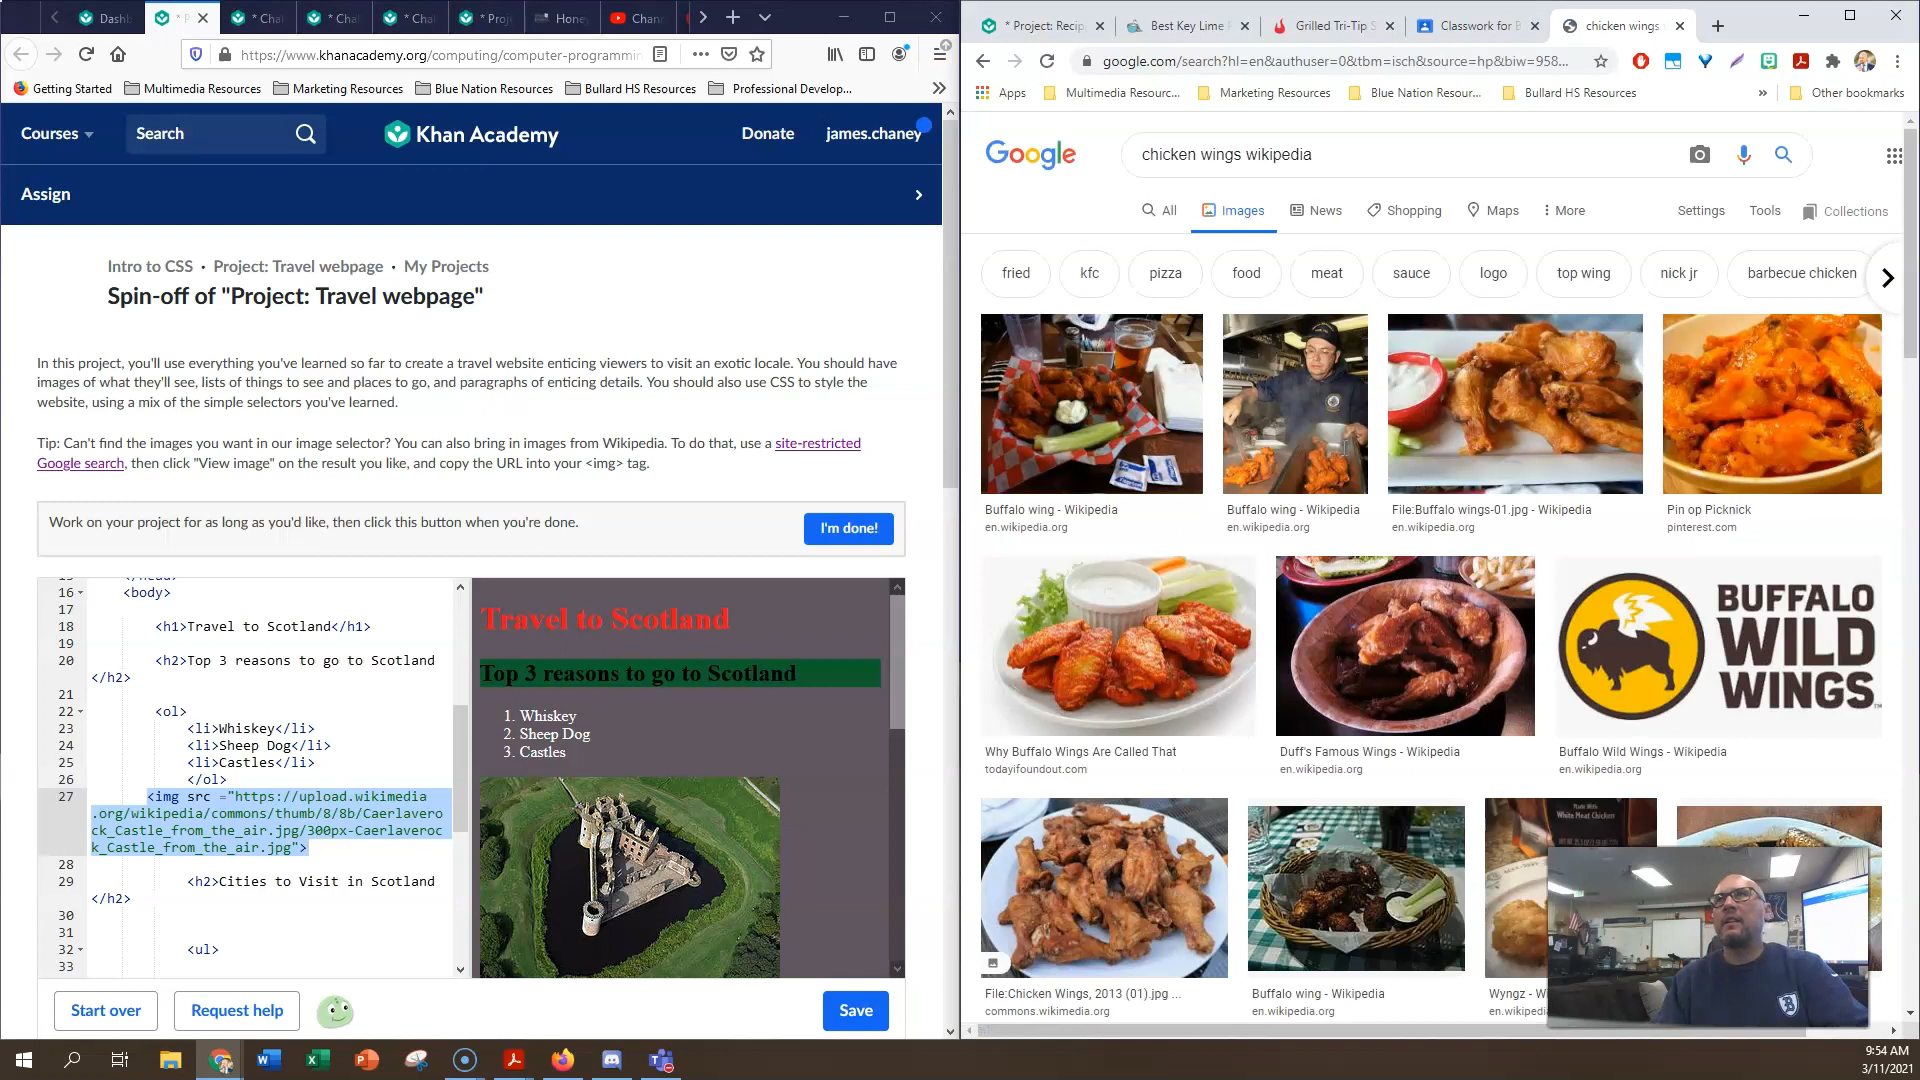 Dash
* P
* Cha
* Cha
* Cha
* Proj
Honey
Chann
https://www.khanacademy.org/computing/computer-programmin
Getting Started
Multimedia Resources
Marketing Resources
Blue Nation Resources
Bullard HS Resources
Professional Develop...
Courses
Search
Khan Academy
Donate
james.chaney
Assign
Intro to CSS • Project: Travel webpage • My Projects
Spin-off of "Project: Travel webpage"
In this project, you'll use everything you've learned so far to create a travel website enticing viewers to visit an exotic locale. You should have
images of what they'll see, lists of things to see and places to go, and paragraphs of enticing details. You should also use CSS to style the
website, using a mix of the simple selectors you've learned.
Tip: Can't find the images you want in our image selector? You can also bring in images from Wikipedia. To do that, use a site-restricted
Google search, then click "View image" on the result you like, and copy the URL into your <img> tag.
Work on your project for as long as you'd like, then click this button when you're done.
I'm done!
15 </head>
16 <body>
17
18 <h1>Travel to Scotland</h1>
19
20 <h2>Top 3 reasons to go to Scotland
</h2>
21
22 <ol>
23 <li>Whiskey</li>
24 <li>Sheep Dog</li>
25 <li>Castles</li>
26 </ol>
27 <img src ="https://upload.wikimedia
.org/wikipedia/commons/thumb/8/8b/Caerlavero
ck_Castle_from_the_air.jpg/300px-Caerlaveroc
k_Castle_from_the_air.jpg">
28
29 <h2>Cities to Visit in Scotland
</h2>
30
31
32 <ul>
33
Travel to Scotland
Top 3 reasons to go to Scotland
1. Whiskey
2. Sheep Dog
3. Castles
Start over
Request help
Save
* Project: Recip
Best Key Lime P
Grilled Tri-Tip S
Classwork for B
chicken wings
google.com/search?hl=en&authuser=0&tbm=isch&source=hp&biw=958...
Apps
Multimedia Resourc...
Marketing Resources
Blue Nation Resour...
Bullard HS Resources
Other bookmarks
Google
chicken wings wikipedia
All
Images
News
Shopping
Maps
More
Settings
Tools
Collections
fried
kfc
pizza
food
meat
sauce
logo
top wing
nick jr
barbecue chicken
Buffalo wing - Wikipedia
en.wikipedia.org
Buffalo wing - Wikipedia
en.wikipedia.org
File:Buffalo wings-01.jpg - Wikipedia
en.wikipedia.org
Pin op Picknick
pinterest.com
BUFFALO
WILD
WINGS
Why Buffalo Wings Are Called That
todayifoundout.com
Duff's Famous Wings - Wikipedia
en.wikipedia.org
Buffalo Wild Wings - Wikipedia
en.wikipedia.org
White Meat Chicken
File:Chicken Wings, 2013 (01).jpg ...
commons.wikimedia.org
Buffalo wing - Wikipedia
en.wikipedia.org
Wyngz - Wi
en.wikipedia.o
9:54 AM
3/11/2021